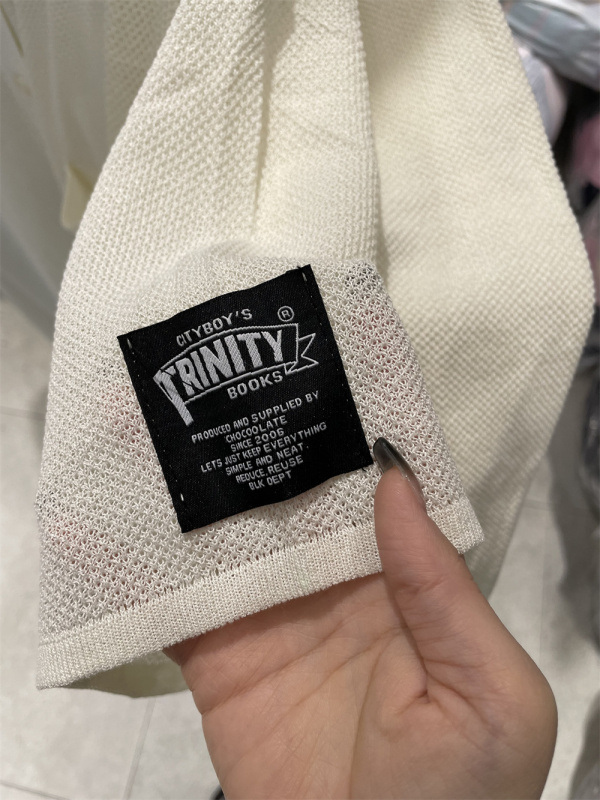 CITYBOY'S
®
TRINITY
BOOKS
PRODUCED AND SUPPLIED BY
CHOCOOLATE
SINCE 2006
LETS JUST KEEP EVERYTHING
SIMPLE AND NEAT.
REDUCE.REUSE
BLK DEPT